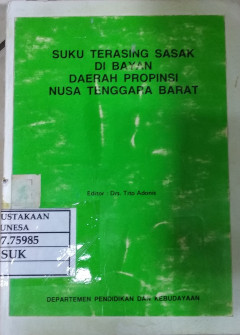 SUKU TERASING SASAK
DI BAYAN
DAERAH PROPINSI
NUSA TENGGARA BARAT
Editor : Drs. Tito Adonis
USTAKAAN
UNESA
7.75985
SUK
DEPARTEMEN PENDIDIKAN DAN KEBUDAYAAN